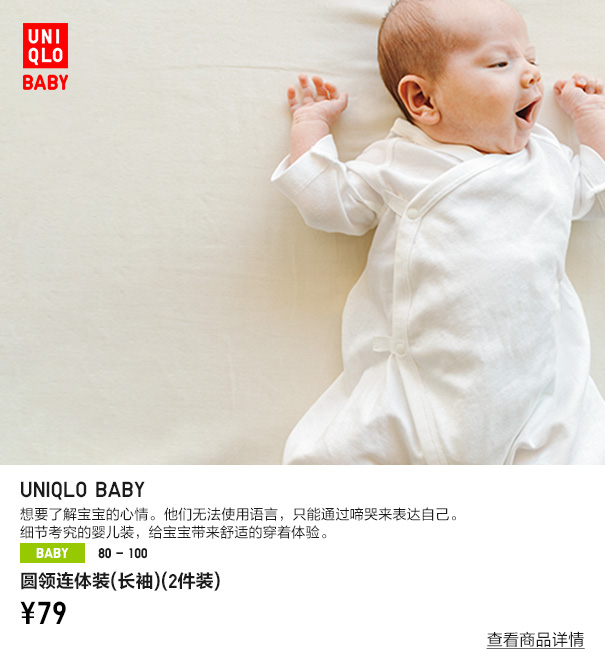 UNI
QLO
BABY
UNIQLO BABY
想要了解宝宝的心情。他们无法使用语言，只能通过啼哭来表达自己。
细节考究的婴儿装，给宝宝带来舒适的穿着体验。
BABY 80 – 100
圆领连体装(长袖)(2件装)
¥79
查看商品详情